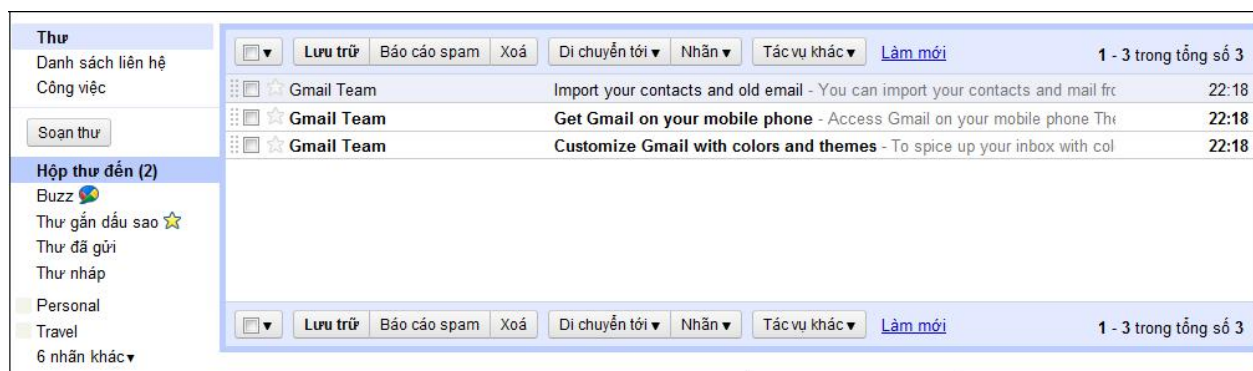 Thư
Danh sách liên hệ
Công việc
Soạn thư
Hộp thư đến (2)
Buzz
Thư gắn dấu sao
Thư đã gửi
Thư nháp
Personal
Travel
6 nhãn khác▾
Lưu trữ Báo cáo spam Xoá Di chuyển tới▾ Nhãn▾ Tác vụ khác▾ Làm mới 1 - 3 trong tổng số 3
Gmail Team Import your contacts and old email - You can import your contacts and mail frc 22:18
Gmail Team Get Gmail on your mobile phone - Access Gmail on your mobile phone The 22:18
Gmail Team Customize Gmail with colors and themes - To spice up your inbox with col 22:18
Lưu trữ Báo cáo spam Xoá Di chuyển tới▾ Nhãn▾ Tác vụ khác▾ Làm mới 1 - 3 trong tổng số 3